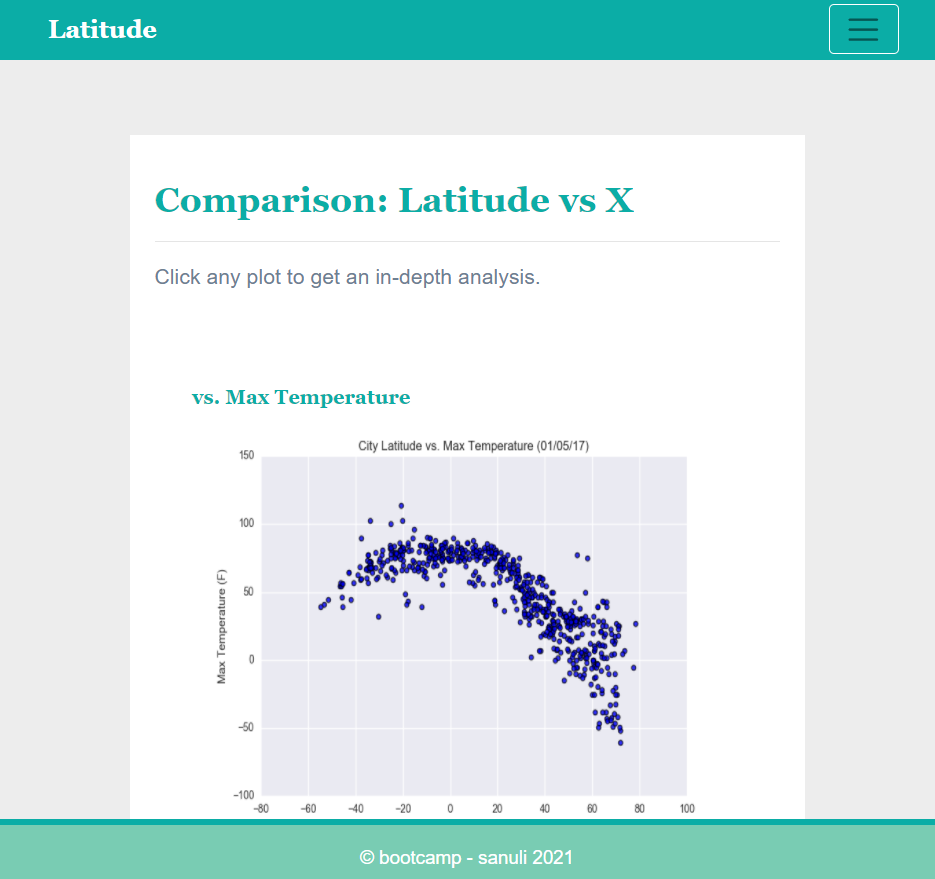 Latitude
Comparison: Latitude vs X
Click any plot to get an in-depth analysis.
vs. Max Temperature
City Latitude vs. Max Temperature (01/05/17)
150
100
50
0
−50
−100
Max Temperature (F)
−80 −60 −40 −20 0 20 40 60 80 100
© bootcamp - sanuli 2021